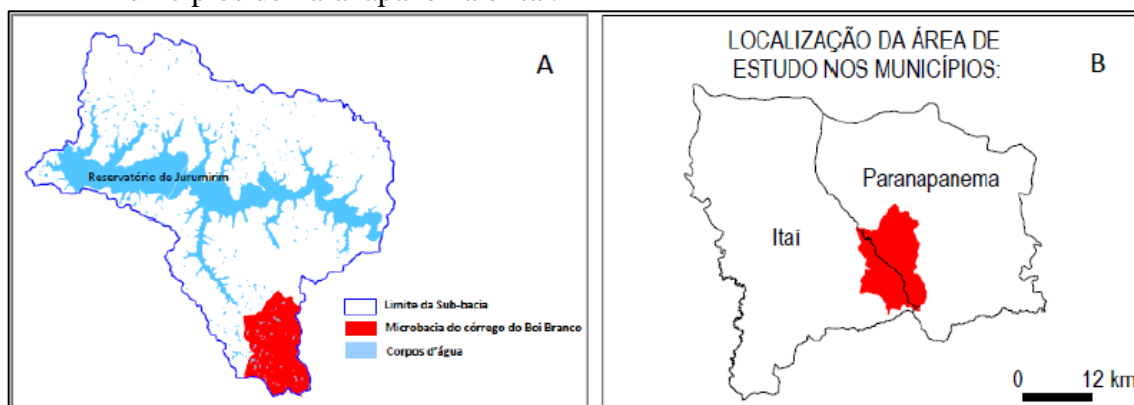 A
Reservatório de Jurumirim
Limite da Sub-bacia
Microbacia do córrego do Boi Branco
Corpos d'água
LOCALIZAÇÃO DA ÁREA DE
ESTUDO NOS MUNICÍPIOS:
B
Paranapanema
Itai
0 12 km